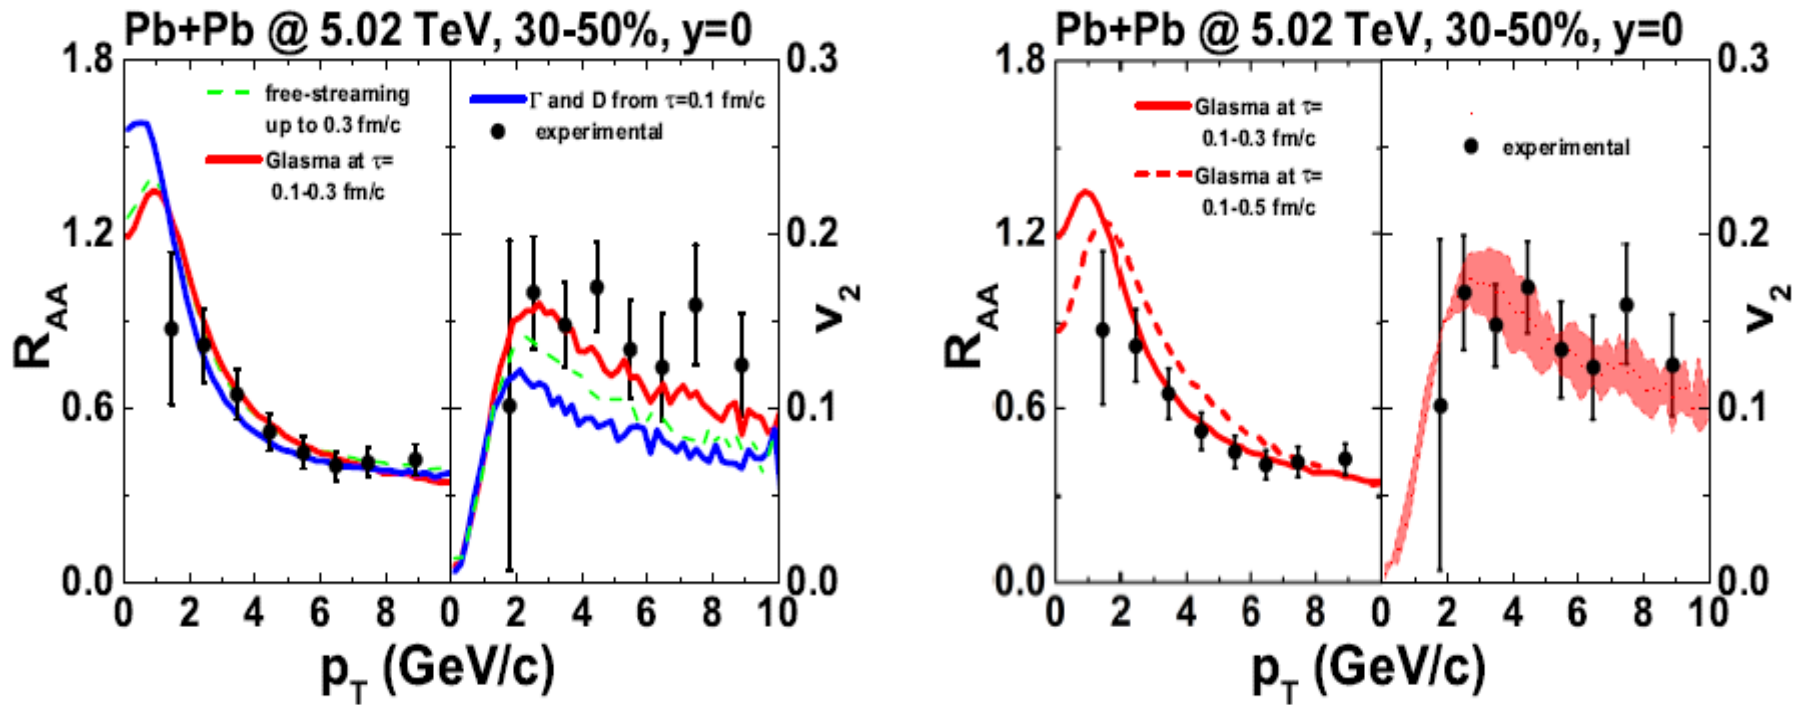 Pb+Pb @ 5.02 TeV, 30-50%, y=0
1.8
1.2
0.6
0.0
R_AA
free-streaming
up to 0.3 fm/c
Glasma at τ=
0.1-0.3 fm/c
Γ and D from τ=0.1 fm/c
experimental
0.3
0.2
0.1
0.0
v_2
0 2 4 6 8 0 2 4 6 8 10
p_T (GeV/c)
Pb+Pb @ 5.02 TeV, 30-50%, y=0
1.8
1.2
0.6
0.0
R_AA
Glasma at τ=
0.1-0.3 fm/c
Glasma at τ=
0.1-0.5 fm/c
experimental
0.3
0.2
0.1
0.0
v_2
0 2 4 6 8 0 2 4 6 8 10
p_T (GeV/c)